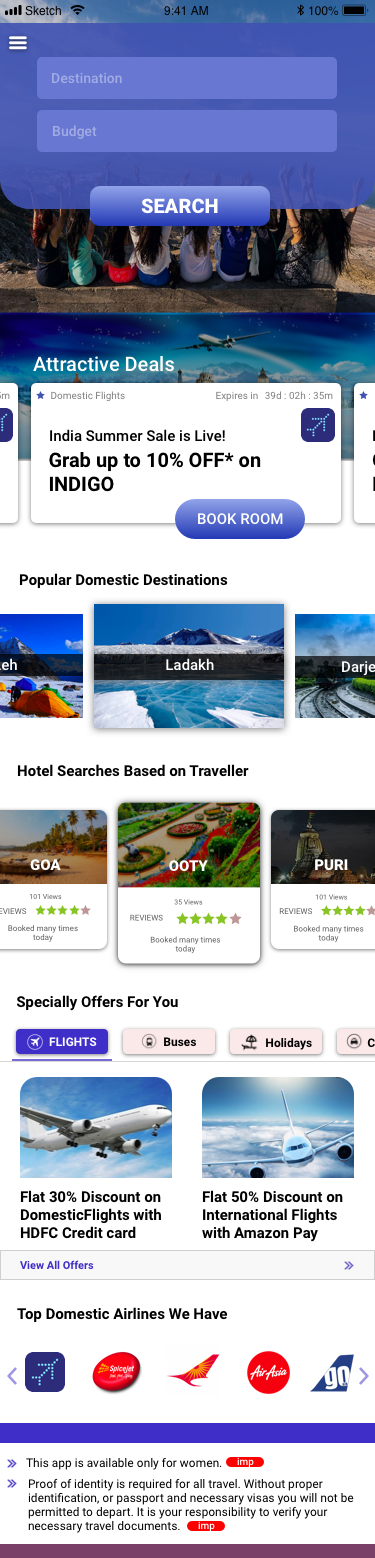 Sketch 9:41 AM 100%
Destination
Budget
SEARCH
Attractive Deals
5m
Domestic Flights Expires in 39d : 02h : 35m
India Summer Sale is Live!
Grab up to 10% OFF* on
INDIGO
BOOK ROOM
Popular Domestic Destinations
eh
Ladakh
Darje
Hotel Searches Based on Traveller
GOA
101 Views
EVIEWS
Booked many times
today
OOTY
35 Views
REVIEWS
Booked many times
today
PURI
101 Views
REVIEWS
Booked many times
today
Specially Offers For You
FLIGHTS Buses Holidays C
Flat 30% Discount on
DomesticFlights with
HDFC Credit card
Flat 50% Discount on
International Flights
with Amazon Pay
View All Offers
Top Domestic Airlines We Have
SpiceJet
AirAsia
go
This app is available only for women. imp
Proof of identity is required for all travel. Without proper
identification, or passport and necessary visas you will not be
permitted to depart. It is your responsibility to verify your
necessary travel documents. imp